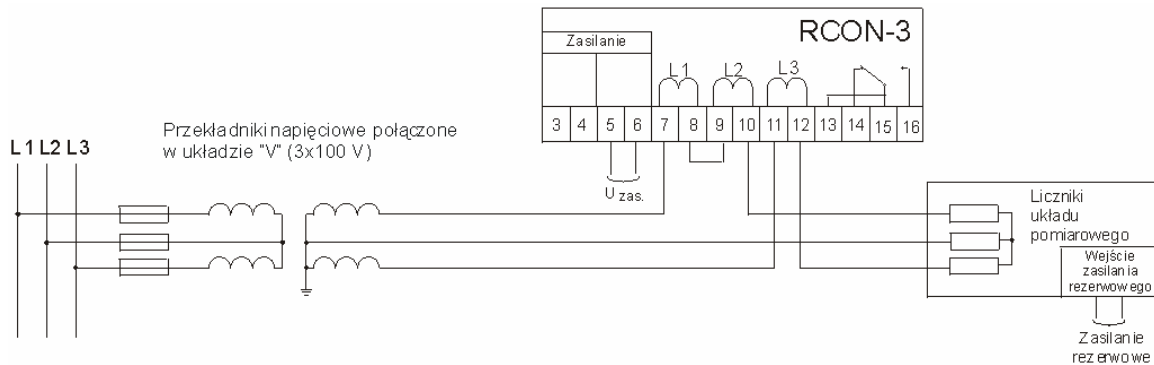 RCON-3
Zasilanie
L1 L2 L3
3 4 5 6 7 8 9 10 11 12 13 14 15 16
Przekładniki napięciowe połączone
w układzie "V" (3x100 V)
L1 L2 L3
U zas.
Liczniki
układu
pomiarowego
Wejście
zasilania
rezerwowego
Zasilanie
rezerwowe